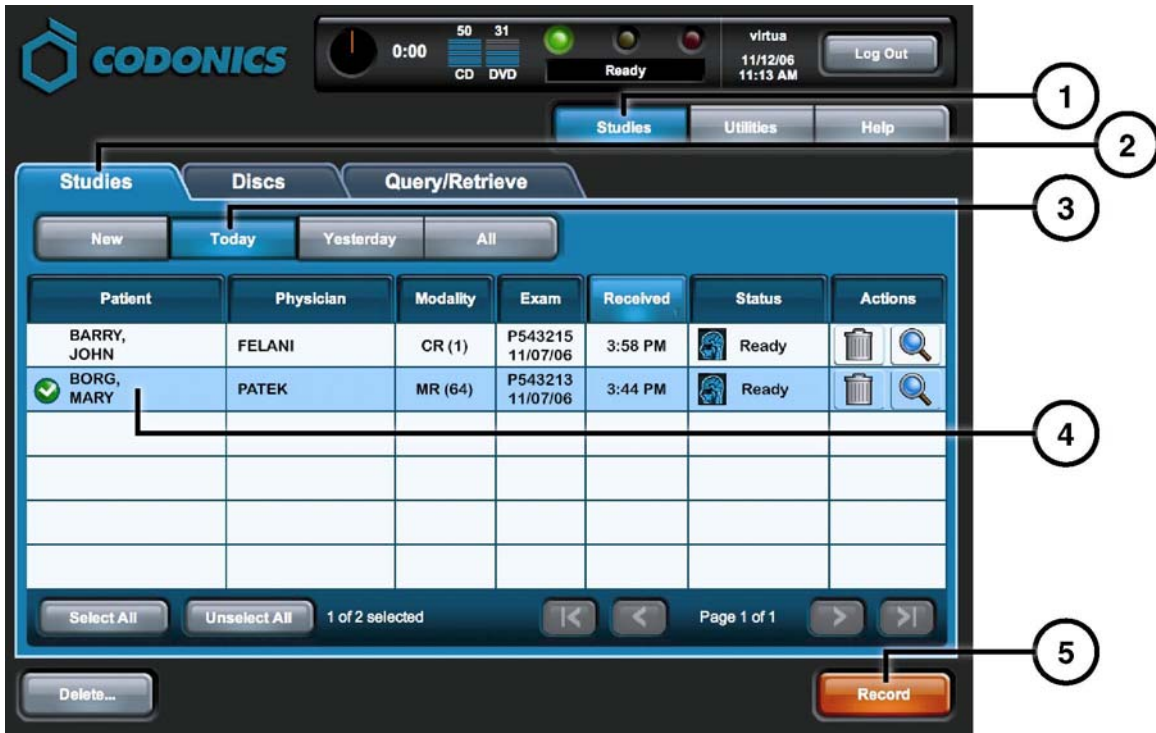 CODONICS
0:00
50 31
CD DVD
Ready
virtua
11/12/06
11:13 AM
Log Out
1
Studies Utilities Help
2
Studies Discs Query/Retrieve
3
New Today Yesterday All
Patient Physician Modality Exam Received Status Actions
BARRY,
JOHN
FELANI
CR (1)
P543215
11/07/06
3:58 PM
Ready
BORG,
MARY
PATEK
MR (64)
P543213
11/07/06
3:44 PM
Ready
4
Select All Unselect All 1 of 2 selected Page 1 of 1
5
Delete... Record